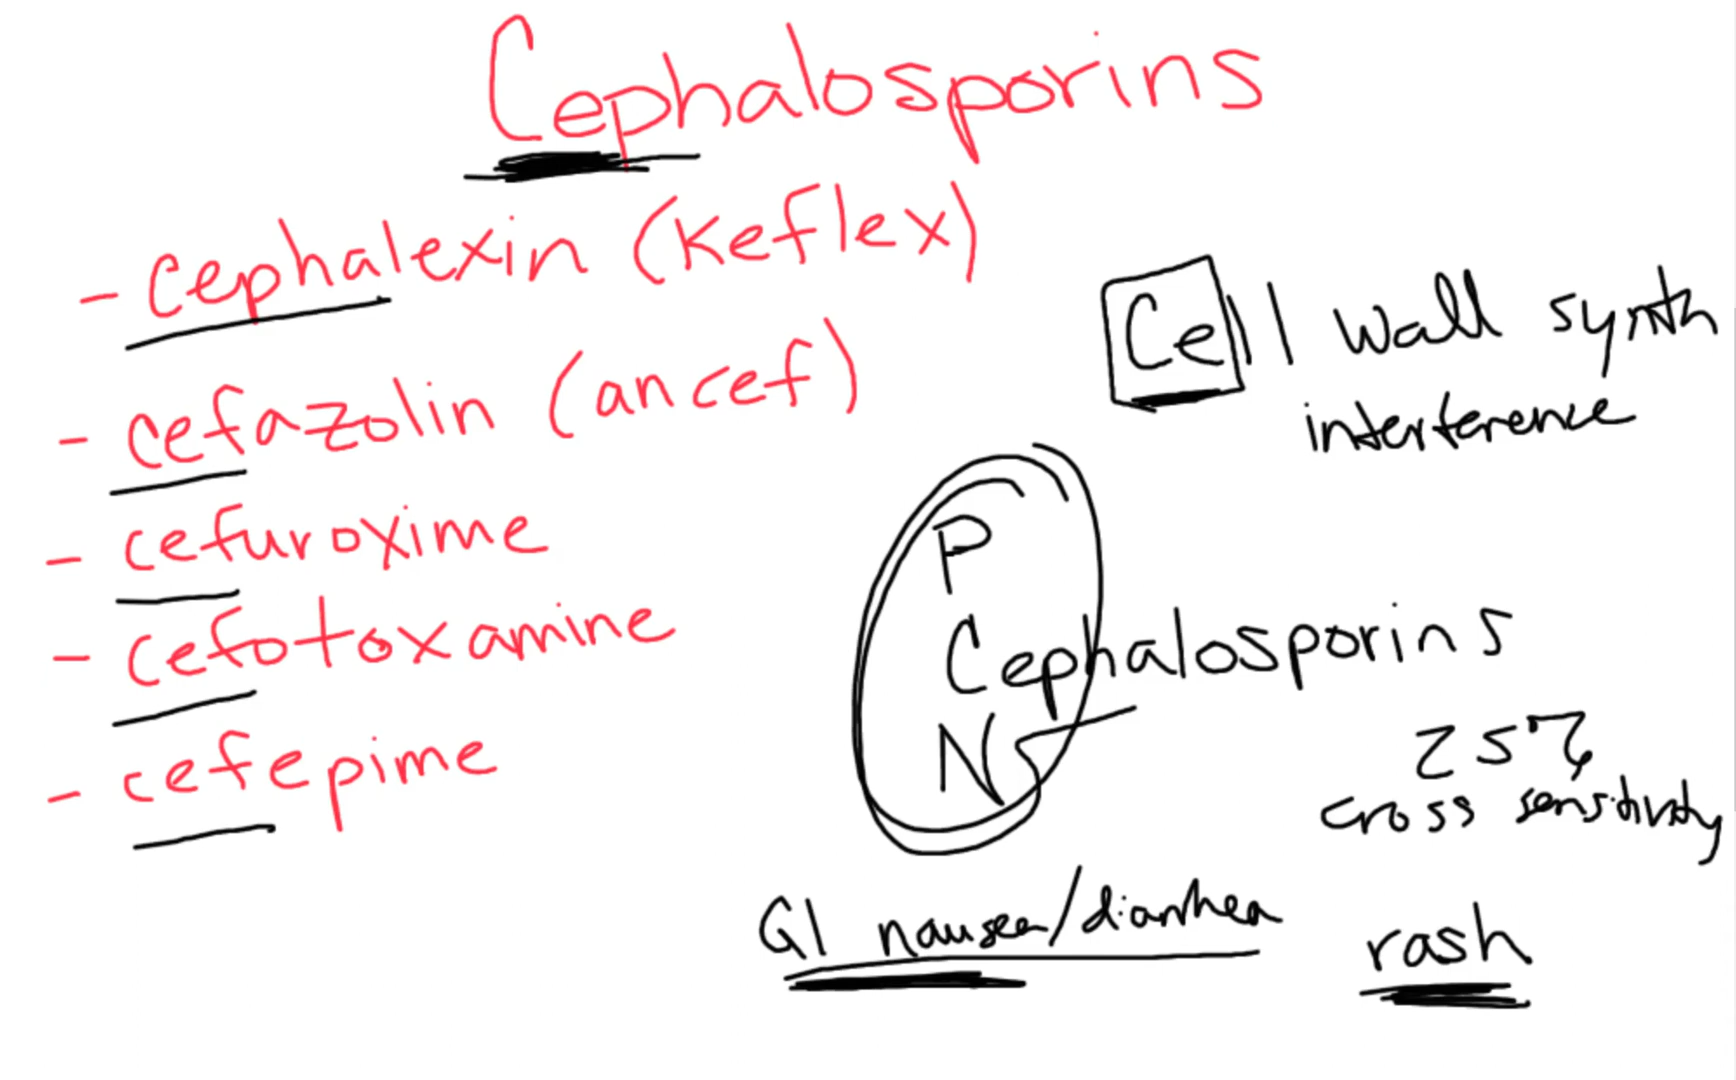 Cephalosporins
- cephalexin (Keflex)
- cefazolin (ancef)
- cefuroxime
- cefotoxamine
- cefepime
Cell wall synth
interference
P
Cephalosporins
N
25%
cross sensitivity
GI nausea/diarrhea
rash